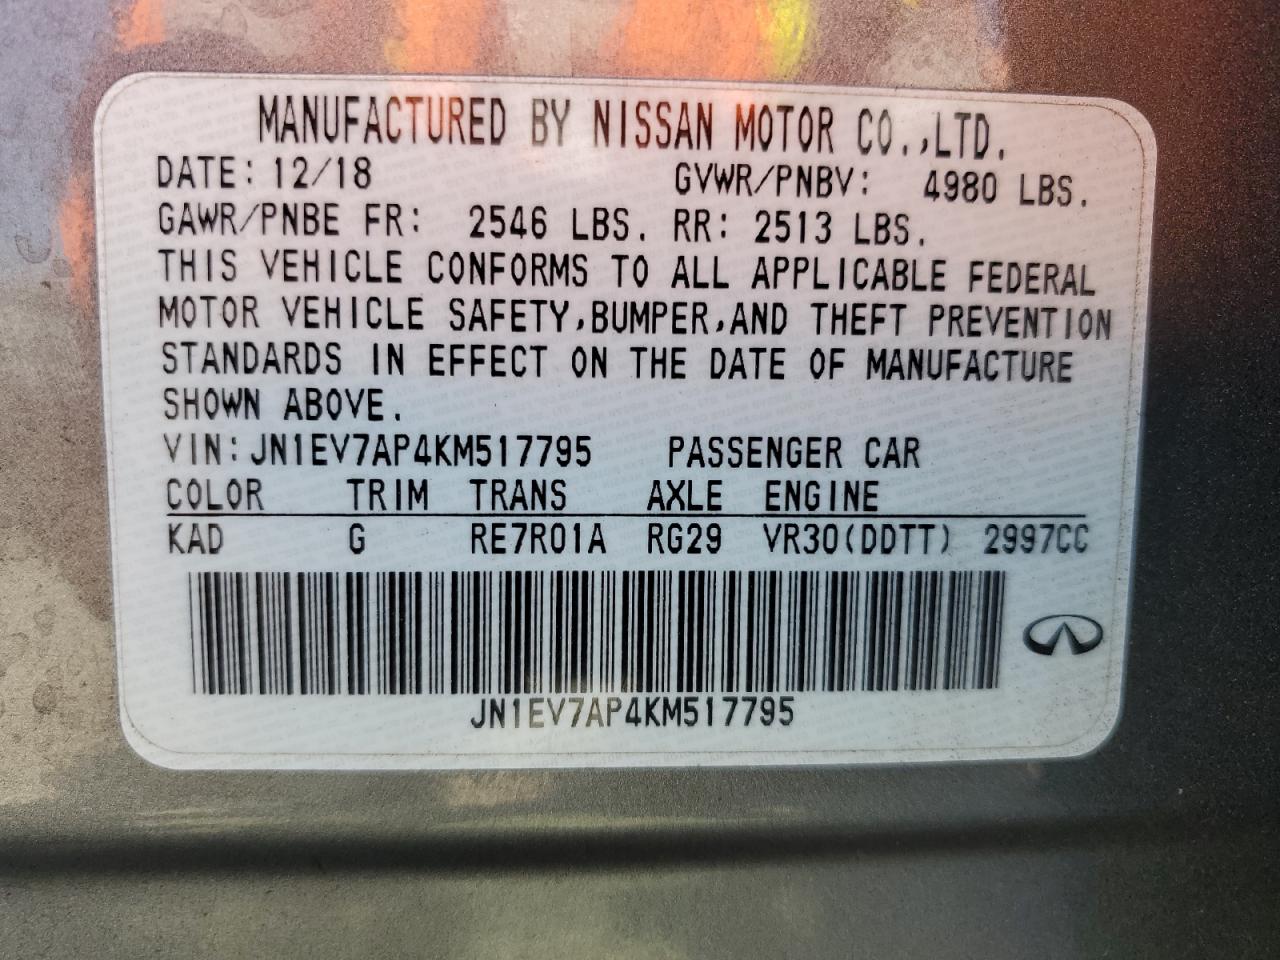 MANUFACTURED BY NISSAN MOTOR CO.,LTD.
DATE: 12/18 GVWR/PNBV: 4980 LBS.
GAWR/PNBE FR: 2546 LBS. RR: 2513 LBS.
THIS VEHICLE CONFORMS TO ALL APPLICABLE FEDERAL
MOTOR VEHICLE SAFETY,BUMPER,AND THEFT PREVENTION
STANDARDS IN EFFECT ON THE DATE OF MANUFACTURE
SHOWN ABOVE.
VIN:JN1EV7AP4KM517795 PASSENGER CAR
COLOR TRIM TRANS AXLE ENGINE
KAD G RE7R01A RG29 VR30(DDTT) 2997CC
JN1EV7AP4KM517795